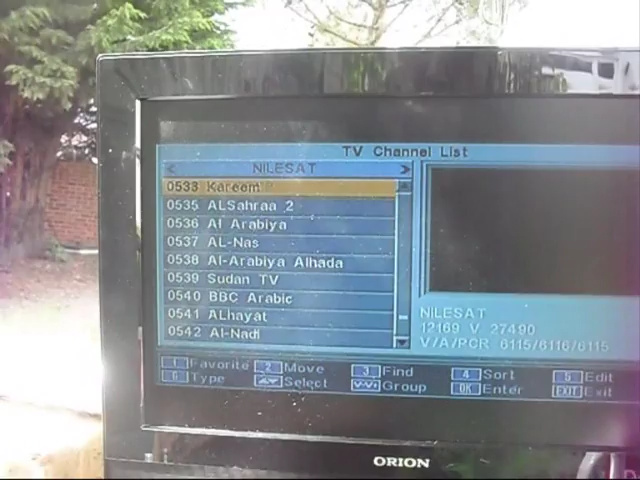 TV Channel List
< NILESAT >
0533 Kareem
0535 ALSahraa 2
0536 Al Arabiya
0537 AL-Nas
0538 Al-Arabiya Alhada
0539 Sudan TV
0540 BBC Arabic
0541 ALhayat
0542 Al-Nadi
NILESAT
12169 V 27490
V/A/PCR 6115/6116/6115
1 Favorite 2 Move 3 Find 4 Sort 5 Edit
6 Type Select Group OK Enter EXIT Exit
ORION